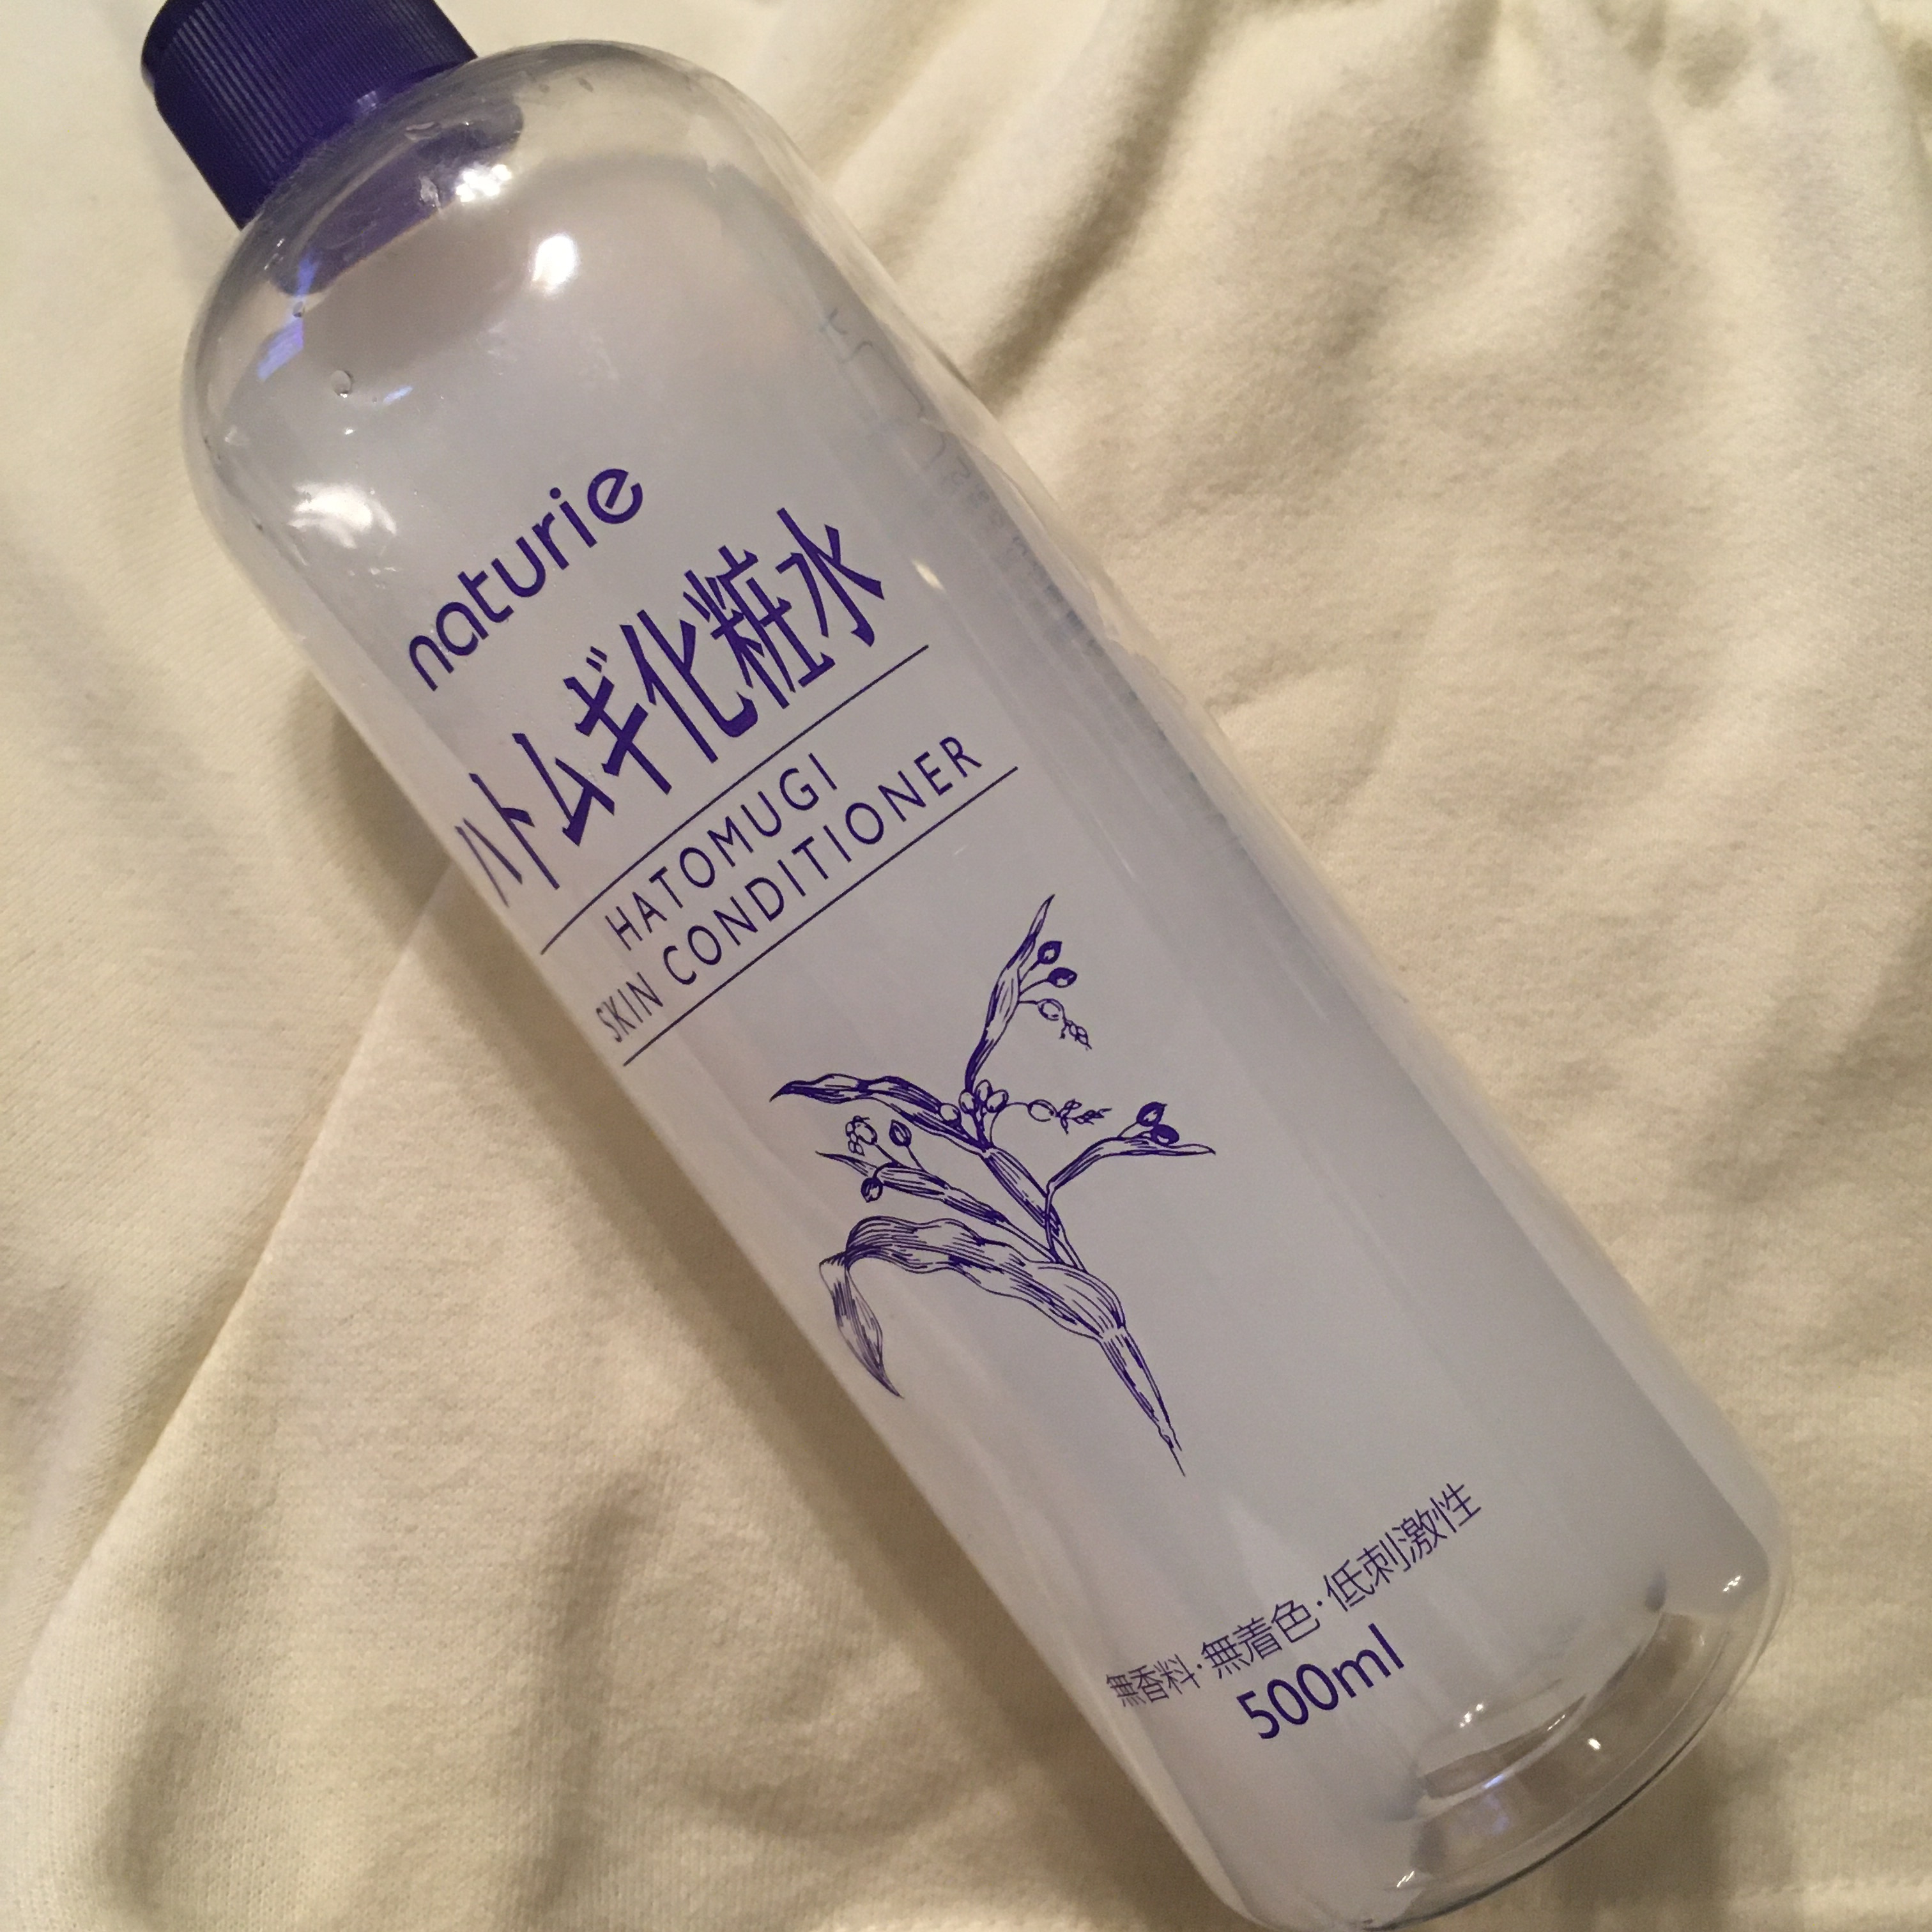 naturie
ハトムギ化粧水
HATOMUGI
SKIN CONDITIONER
無香料・無着色・低刺激性
500ml